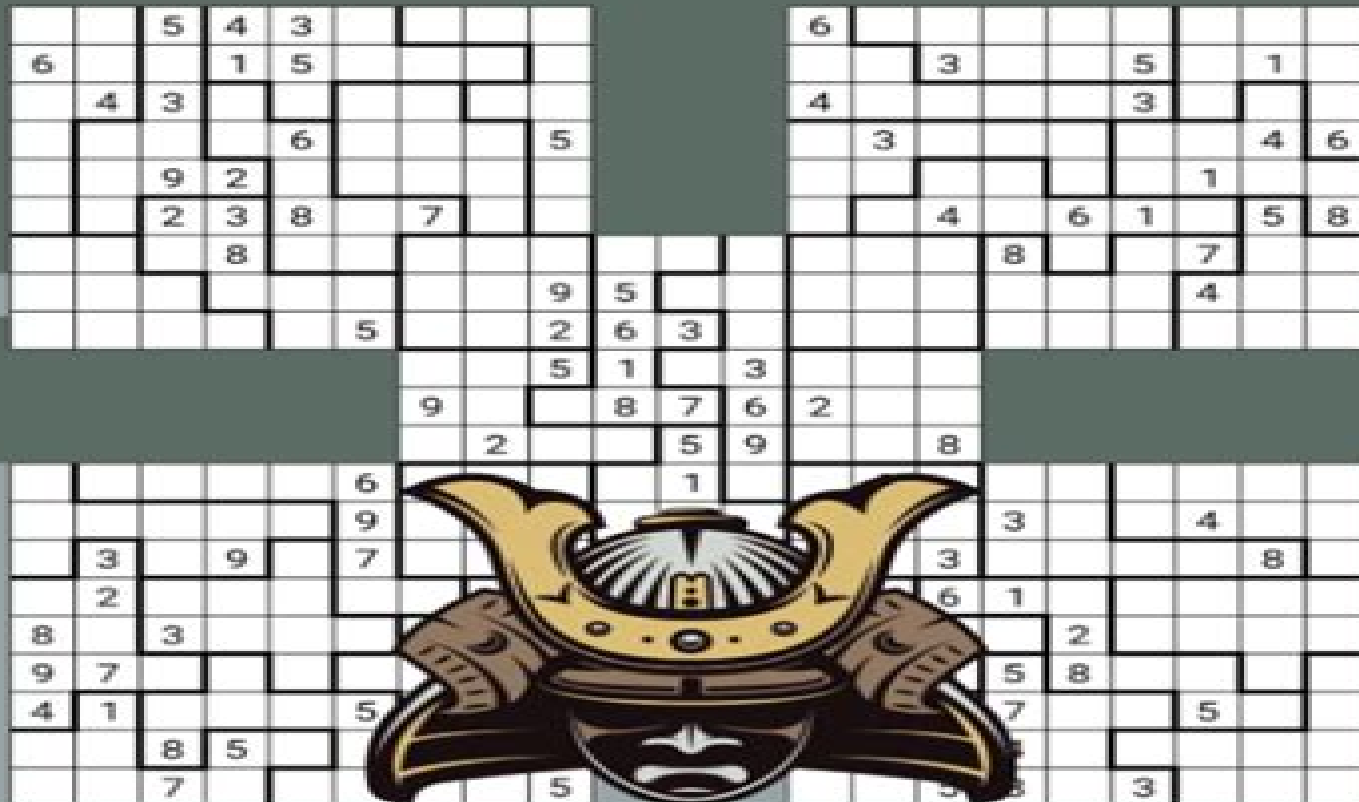 5 4 3 6
6 1 5 3 5 1
4 3 4 3
6 5 3 4 6
9 2 1
2 3 8 7 4 6 1 5 8
8 8 7
9 5 4
5 2 6 3
5 1 3
9 8 7 6 2
2 5 9 8
6 1
9 3 4
3 9 7 3 8
2 6 1
8 3 2
9 7 5 8
4 1 5 7 5
8 5
7 5 3